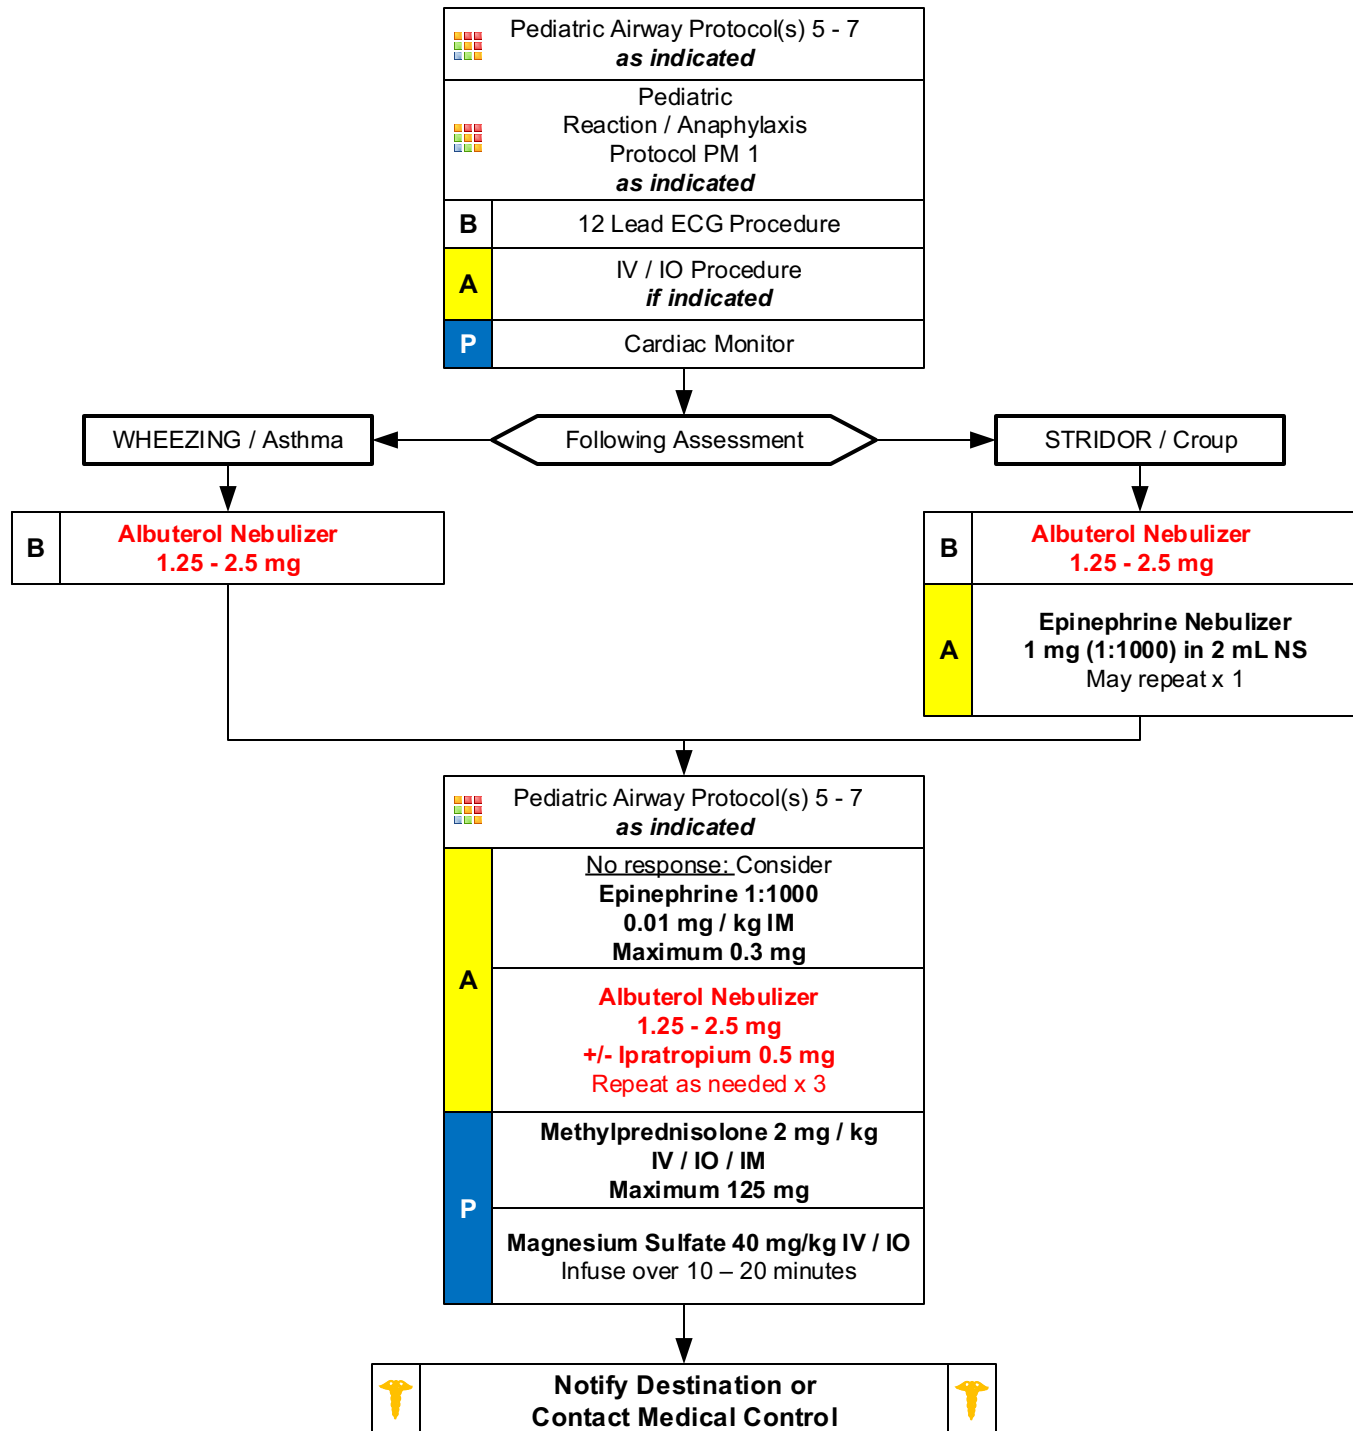 Pediatric Airway Protocol(s) 5 - 7
as indicated
Pediatric
Reaction / Anaphylaxis
Protocol PM 1
as indicated
B
12 Lead ECG Procedure
A
IV / IO Procedure
if indicated
P
Cardiac Monitor
WHEEZING / Asthma
Following Assessment
STRIDOR / Croup
B
Albuterol Nebulizer
1.25 - 2.5 mg
B
Albuterol Nebulizer
1.25 - 2.5 mg
A
Epinephrine Nebulizer
1 mg (1:1000) in 2 mL NS
May repeat x 1
Pediatric Airway Protocol(s) 5 - 7
as indicated
A
No response: Consider
Epinephrine 1:1000
0.01 mg / kg IM
Maximum 0.3 mg
Albuterol Nebulizer
1.25 - 2.5 mg
+/- Ipratropium 0.5 mg
Repeat as needed x 3
P
Methylprednisolone 2 mg / kg
IV / IO / IM
Maximum 125 mg
Magnesium Sulfate 40 mg/kg IV / IO
Infuse over 10 – 20 minutes
Notify Destination or
Contact Medical Control